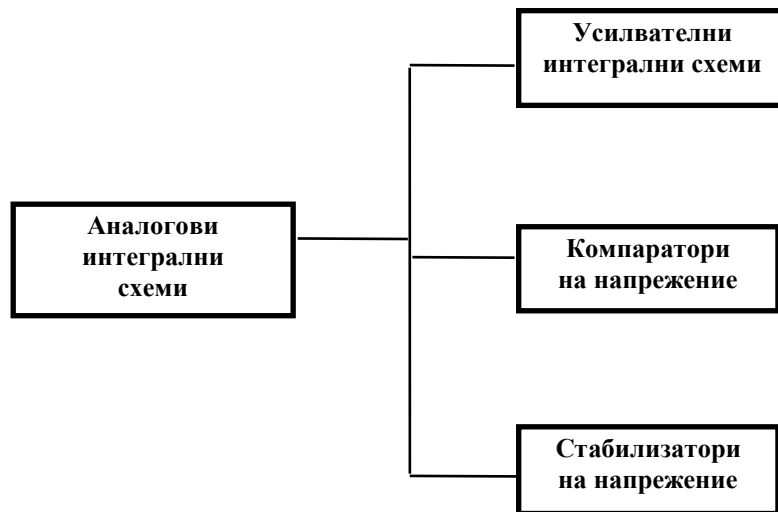 Усилвателни
интегрални схеми
Аналогови
интегрални
схеми
Компаратори
на напрежение
Стабилизатори
на напрежение